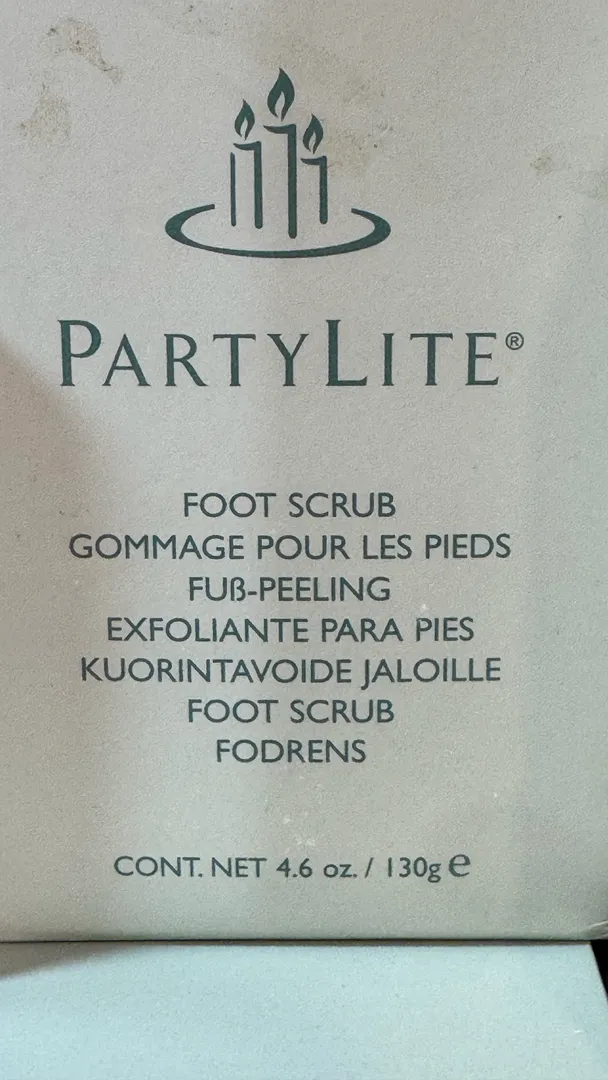 PARTYLITE®
FOOT SCRUB
GOMMAGE POUR LES PIEDS
FUß-PEELING
EXFOLIANTE PARA PIES
KUORINTAVOIDE JALOILLE
FOOT SCRUB
FODRENS
CONT. NET 4.6 oz. / 130g ℮